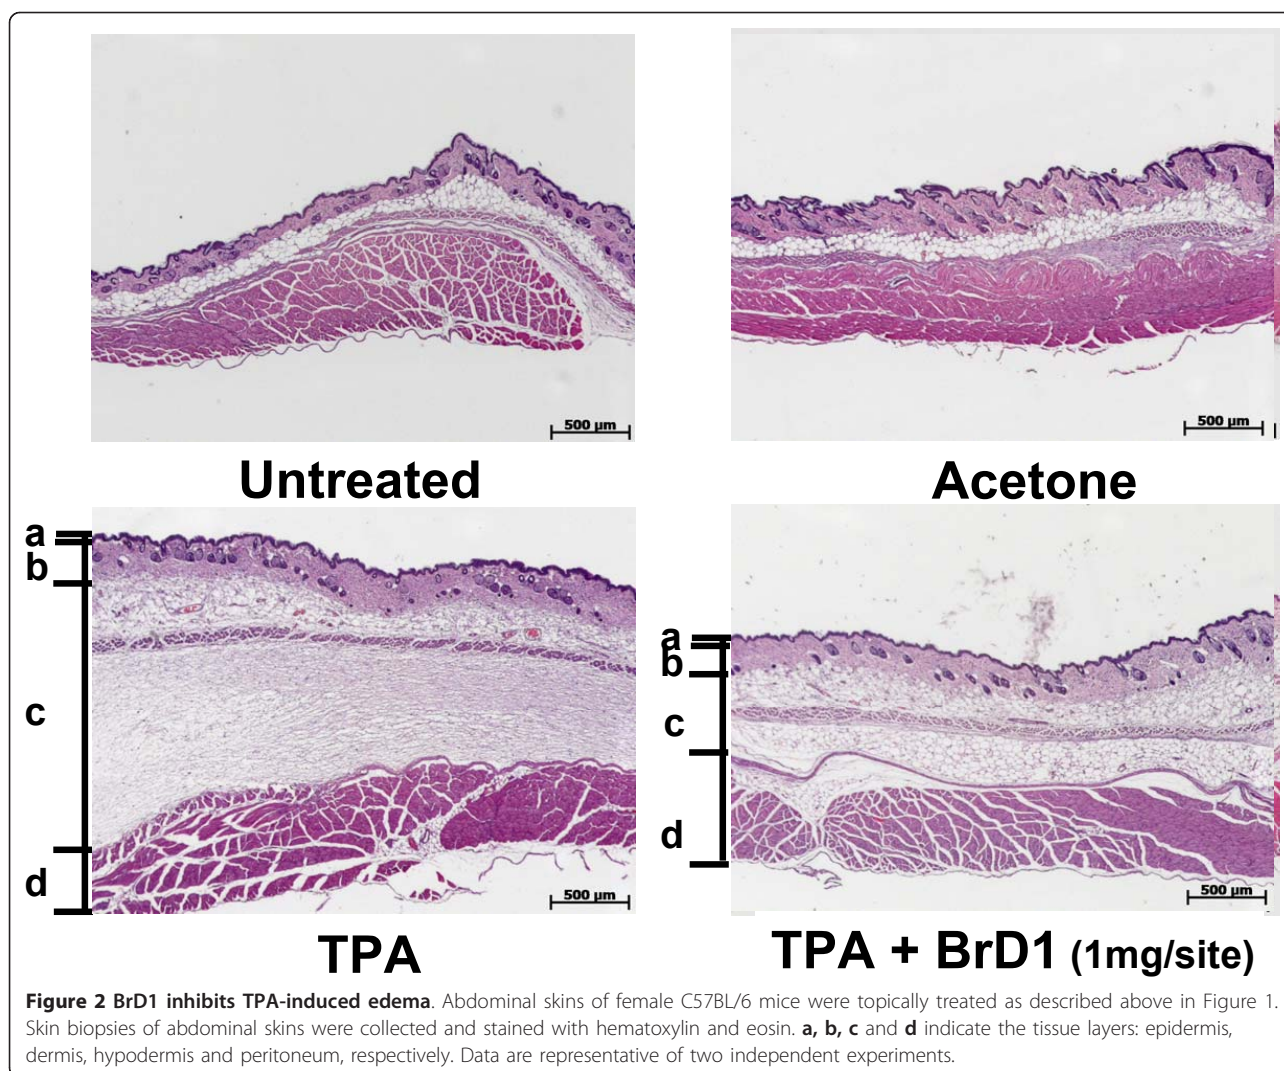 500 µm
500 µm
Untreated
Acetone
a
b
c
d
500 µm
a
b
c
d
500 µm
TPA
TPA + BrD1 (1mg/site)
Figure 2 BrD1 inhibits TPA-induced edema. Abdominal skins of female C57BL/6 mice were topically treated as described above in Figure 1.
Skin biopsies of abdominal skins were collected and stained with hematoxylin and eosin. a, b, c and d indicate the tissue layers: epidermis,
dermis, hypodermis and peritoneum, respectively. Data are representative of two independent experiments.